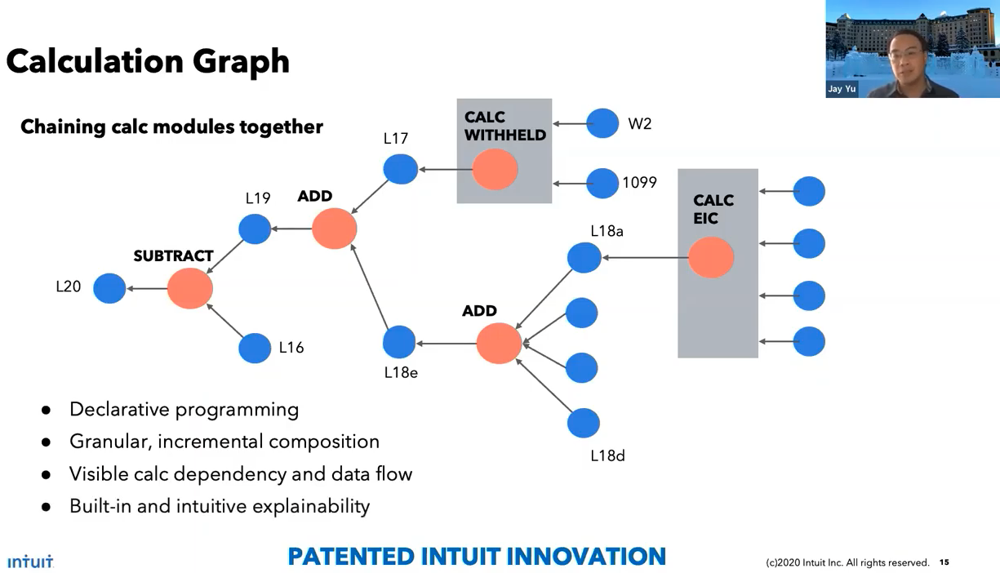 Calculation Graph
Jay Yu
Chaining calc modules together
CALC
WITHHELD
W2
L17
1099
ADD
L19
CALC
EIC
L18a
SUBTRACT
L20
ADD
L16
L18e
L18d
● Declarative programming
● Granular, incremental composition
● Visible calc dependency and data flow
● Built-in and intuitive explainability
intuit
PATENTED INTUIT INNOVATION
(c)2020 Intuit Inc. All rights reserved. 15